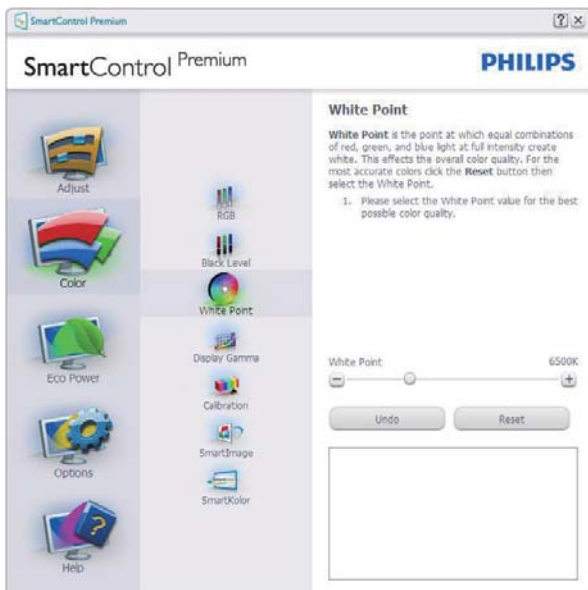 SmartControl Premium
? ×
SmartControl Premium
PHILIPS
Adjust
Color
Eco Power
Options
Help
RGB
Black Level
White Point
Display Gamma
Calibration
SmartImage
SmartKolor
White Point
White Point is the point at which equal combinations
of red, green, and blue light at full intensity create
white. This effects the overall color quality. For the
most accurate colors click the Reset button then
select the White Point.
1. Please select the White Point value for the best
possible color quality.
White Point 6500K
Undo Reset